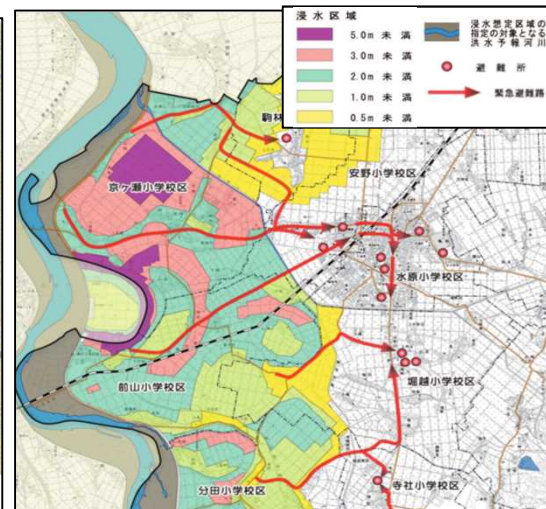 浸水区域
5.0m 未満
3.0m 未満
2.0m 未満
1.0m 未満
0.5m 未満
浸水想定区域の
指定の対象となる
洪水予報河川
避難所
緊急避難路
駒林
安野小学校区
京ヶ瀬小学校区
水原小学校区
前山小学校区
堀越小学校区
分田小学校区
寺社小学校区